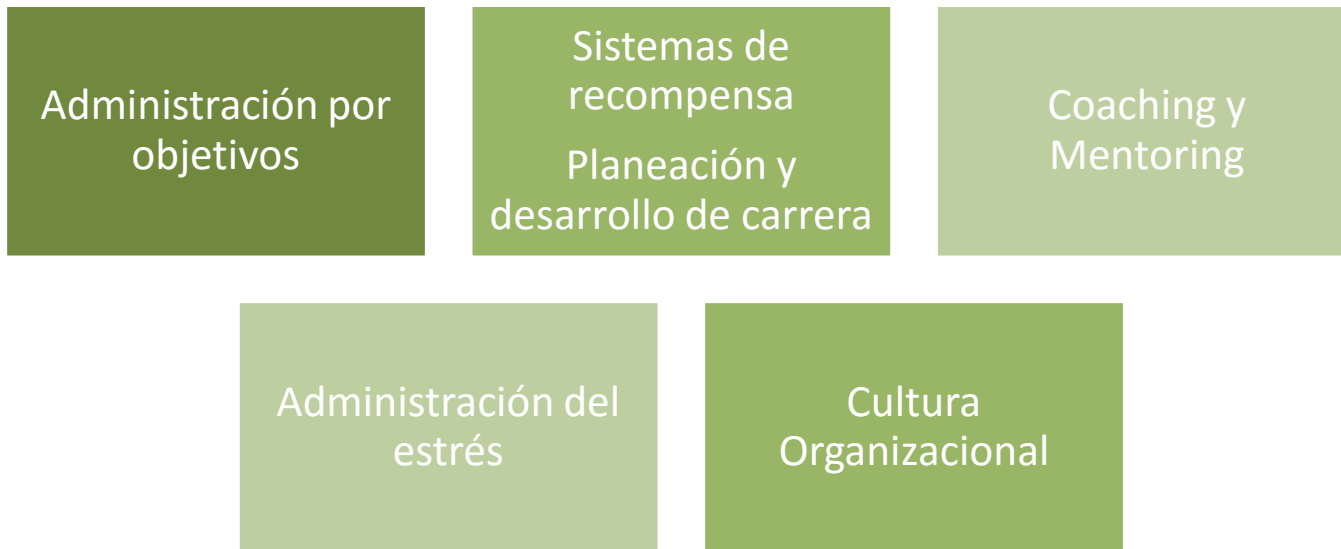 Administración por
objetivos
Sistemas de
recompensa
Planeación y
desarrollo de carrera
Coaching y
Mentoring
Administración del
estrés
Cultura
Organizacional